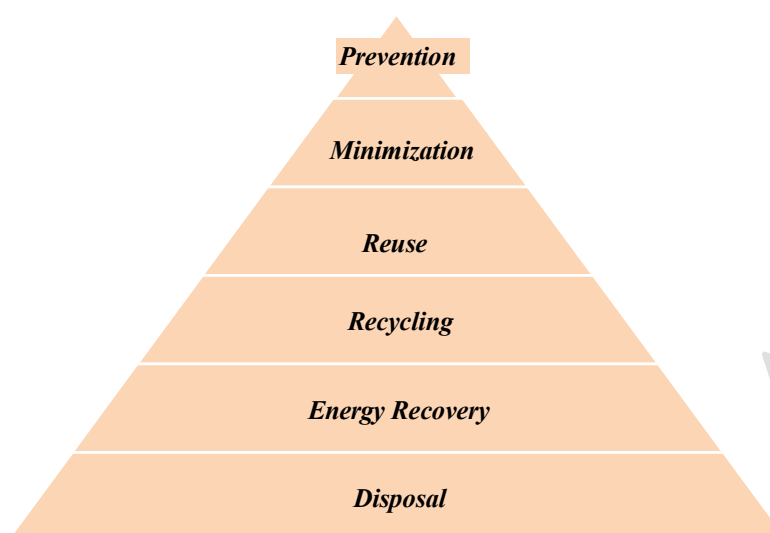 Prevention
Minimization
Reuse
Recycling
Energy Recovery
Disposal